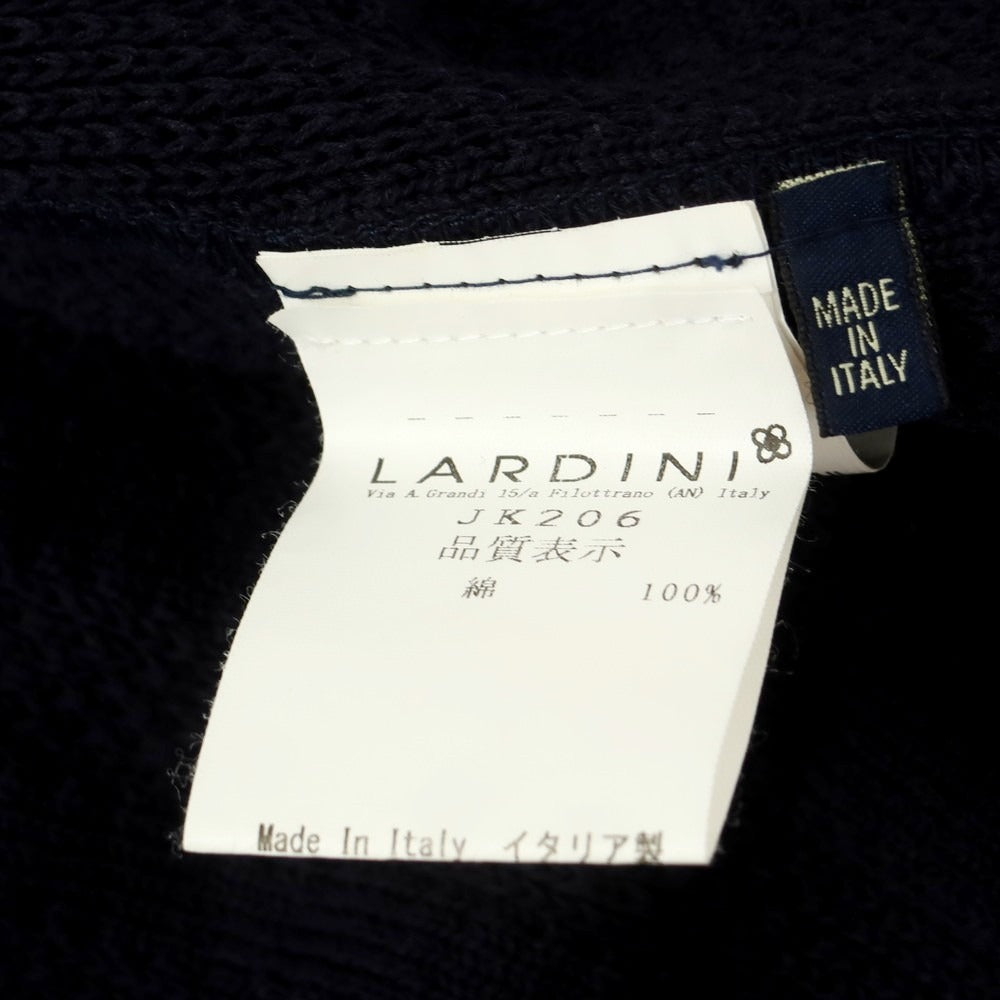 MADE
IN
ITALY
LARDINI
Via A.Grandi 15/a Filottrano (AN) Italy
JK206
品質表示
綿 100%
Made In Italy イタリア製